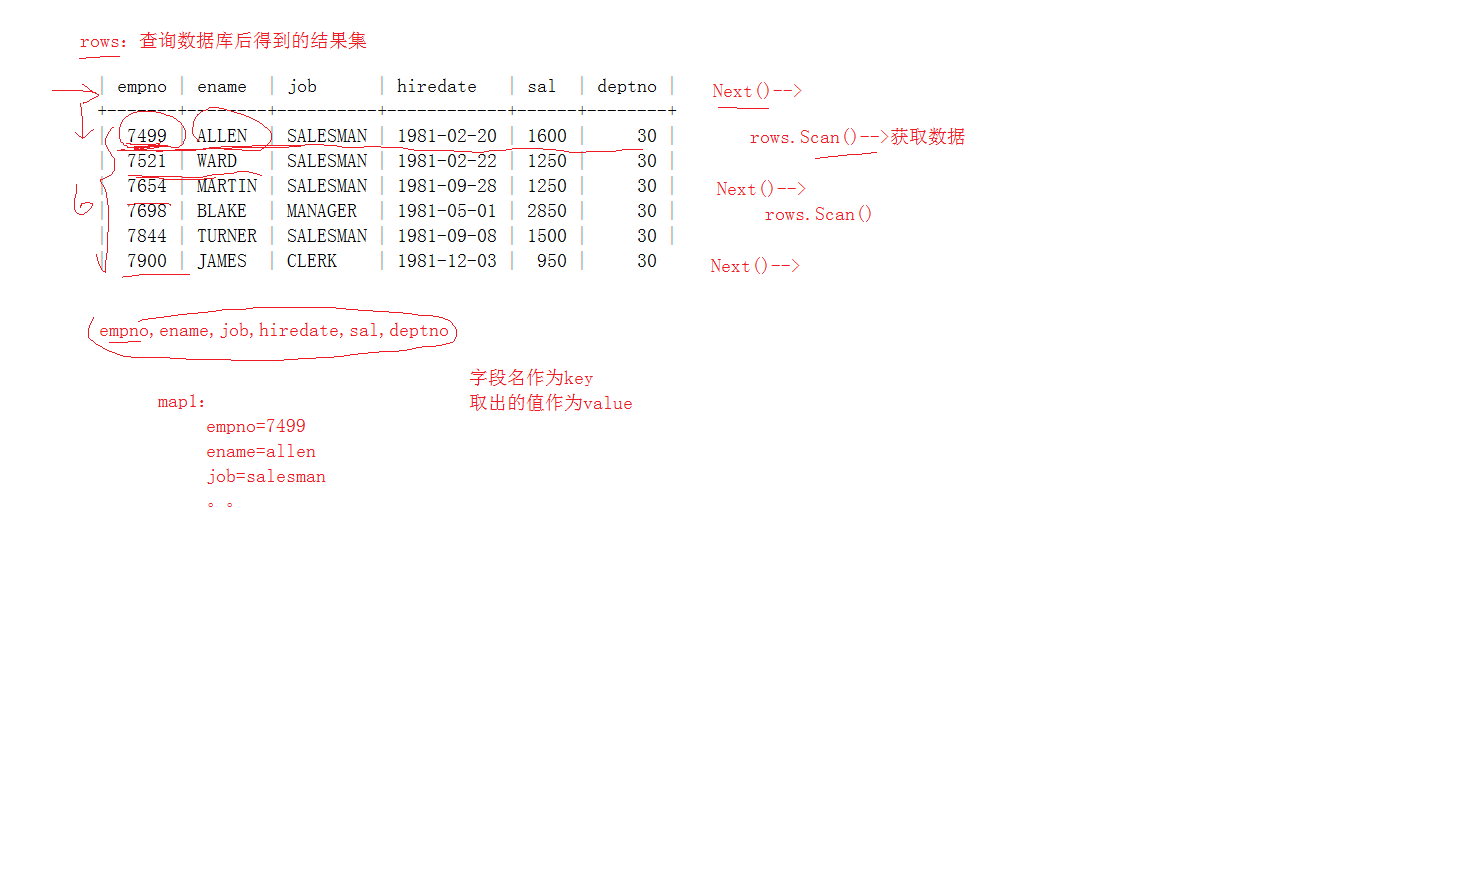 rows: 查询数据库后得到的结果集
| empno | ename | job | hiredate | sal | deptno | Next()-->
+-------+--------+----------+------------+------+--------+
| 7499 | ALLEN | SALESMAN | 1981-02-20 | 1600 | 30 | rows.Scan()-->获取数据
| 7521 | WARD | SALESMAN | 1981-02-22 | 1250 | 30 |
| 7654 | MARTIN | SALESMAN | 1981-09-28 | 1250 | 30 | Next()-->
6 | 7698 | BLAKE | MANAGER | 1981-05-01 | 2850 | 30 | rows.Scan()
| 7844 | TURNER | SALESMAN | 1981-09-08 | 1500 | 30 |
| 7900 | JAMES | CLERK | 1981-12-03 | 950 | 30 Next()-->
empno,ename,job,hiredate,sal,deptno
字段名作为key
取出的值作为value
map1:
empno=7499
ename=allen
job=salesman
。。